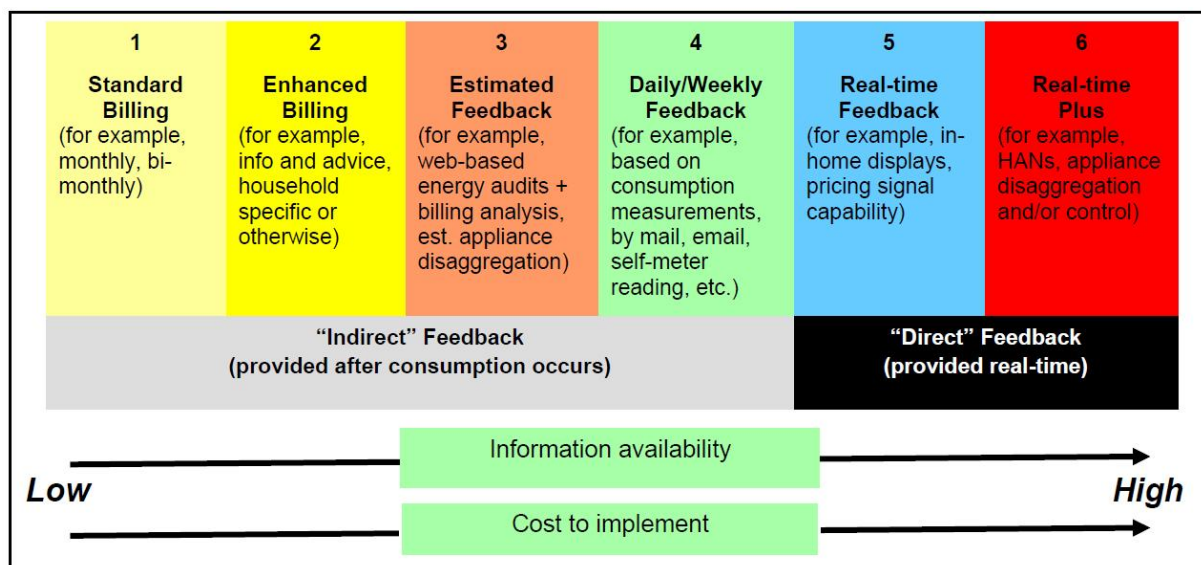 1
Standard
Billing
(for example,
monthly, bi-
monthly)
2
Enhanced
Billing
(for example,
info and advice,
household
specific or
otherwise)
3
Estimated
Feedback
(for example,
web-based
energy audits +
billing analysis,
est. appliance
disaggregation)
4
Daily/Weekly
Feedback
(for example,
based on
consumption
measurements,
by mail, email,
self-meter
reading, etc.)
5
Real-time
Feedback
(for example, in-
home displays,
pricing signal
capability)
6
Real-time
Plus
(for example,
HANs, appliance
disaggregation
and/or control)
“Indirect” Feedback
(provided after consumption occurs)
“Direct” Feedback
(provided real-time)
Information availability
Low
High
Cost to implement